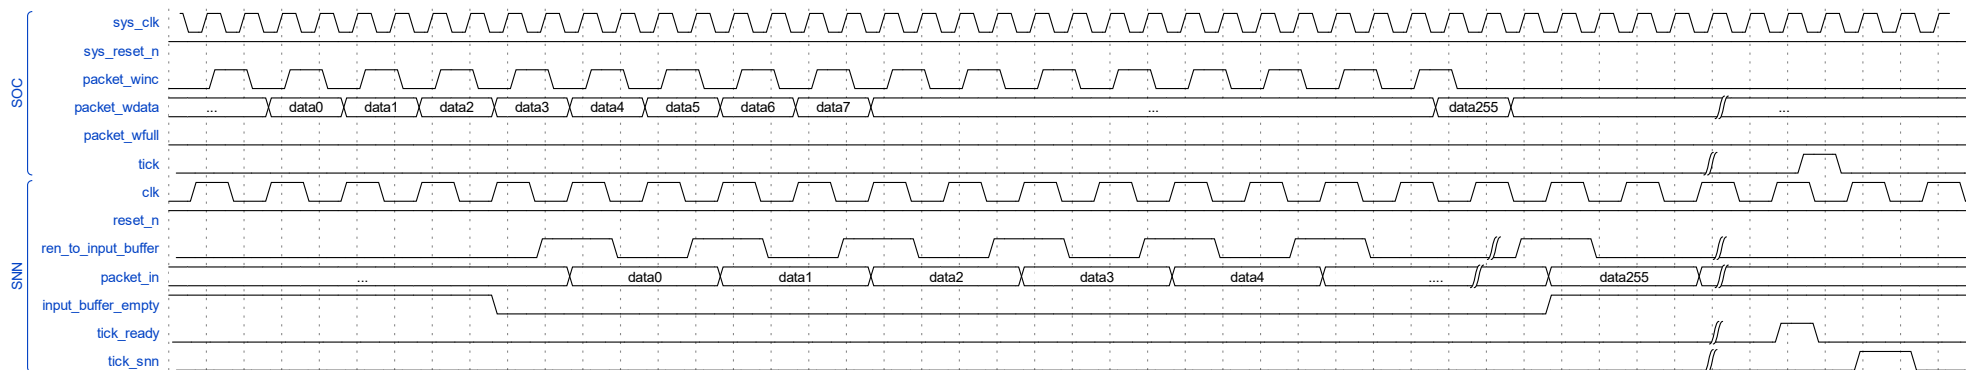 SOC
sys_clk
sys_reset_n
packet_winc
packet_wdata ... data0 data1 data2 data3 data4 data5 data6 data7 ... data255 ...
packet_wfull
tick
SNN
clk
reset_n
ren_to_input_buffer
packet_in ... data0 data1 data2 data3 data4 .... data255
input_buffer_empty
tick_ready
tick_snn